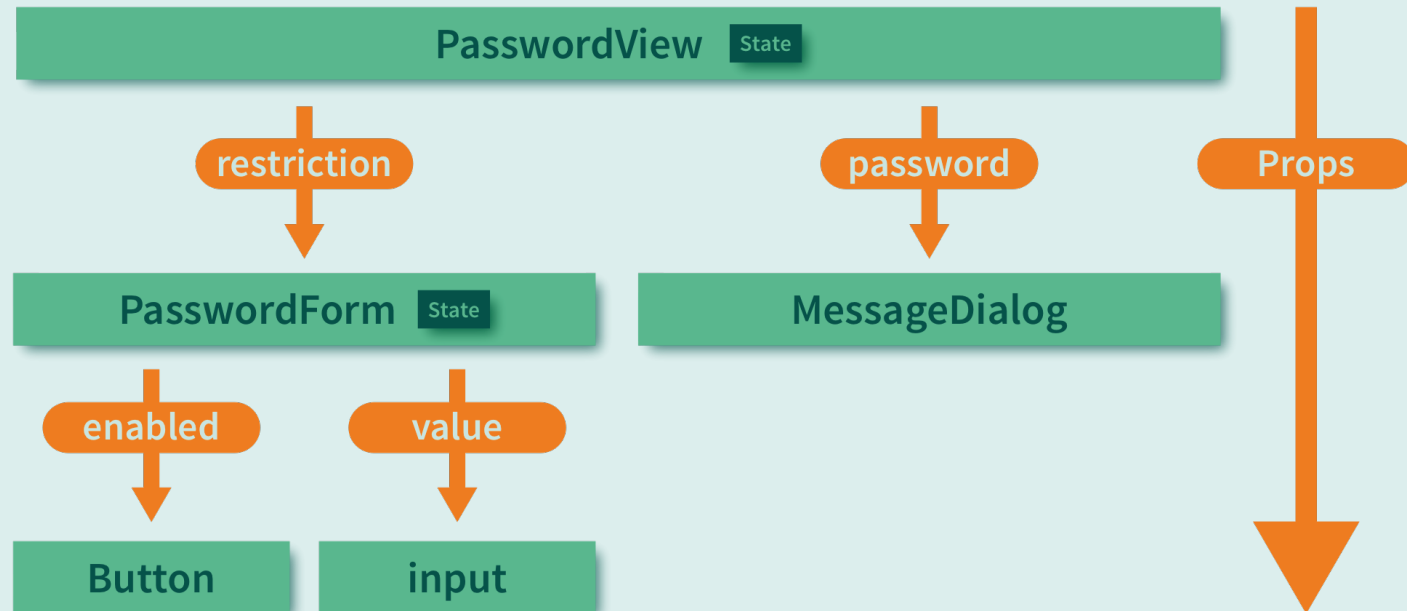 PasswordView State
restriction
password
Props
PasswordForm State
MessageDialog
enabled
value
Button
input